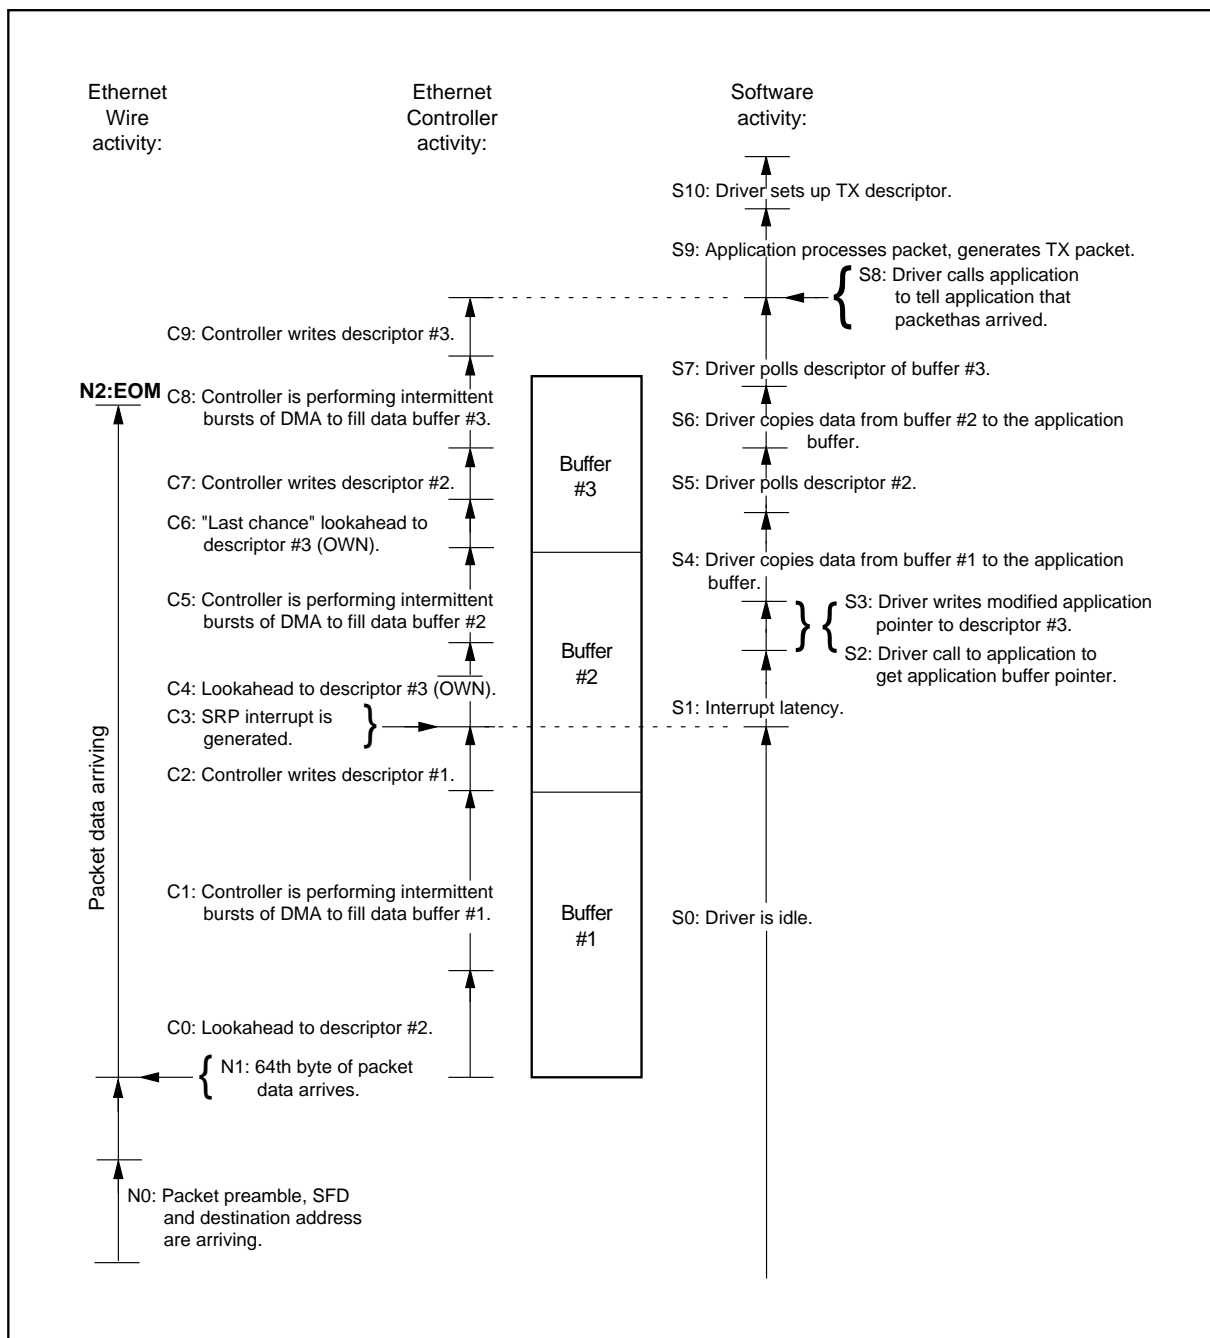 Ethernet
Wire
activity:
Ethernet
Controller
activity:
Software
activity:
S10: Driver sets up TX descriptor.
S9: Application processes packet, generates TX packet.
S8: Driver calls application
to tell application that
packethas arrived.
C9: Controller writes descriptor #3.
S7: Driver polls descriptor of buffer #3.
N2:EOM
C8: Controller is performing intermittent
bursts of DMA to fill data buffer #3.
S6: Driver copies data from buffer #2 to the application
buffer.
Buffer
#3
C7: Controller writes descriptor #2.
S5: Driver polls descriptor #2.
C6: "Last chance" lookahead to
descriptor #3 (OWN).
S4: Driver copies data from buffer #1 to the application
buffer.
C5: Controller is performing intermittent
bursts of DMA to fill data buffer #2
S3: Driver writes modified application
pointer to descriptor #3.
Buffer
#2
S2: Driver call to application to
get application buffer pointer.
C4: Lookahead to descriptor #3 (OWN).
S1: Interrupt latency.
C3: SRP interrupt is
generated.
C2: Controller writes descriptor #1.
Packet data arriving
C1: Controller is performing intermittent
bursts of DMA to fill data buffer #1.
Buffer
#1
S0: Driver is idle.
C0: Lookahead to descriptor #2.
N1: 64th byte of packet
data arrives.
N0: Packet preamble, SFD
and destination address
are arriving.